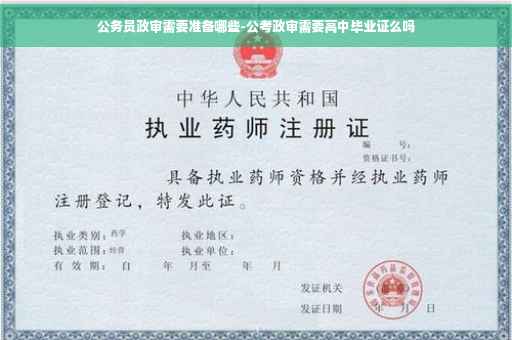 公务员政审需要准备哪些-公考政审需要高中毕业证么吗
中华人民共和国
执业药师注册证
编 号:
资格证书号:
具备执业药师资格并经执业药师
注册登记，特发此证。
执业类别: 药学 执业地区:
执业范围: 经营 执业单位:
有效期: 自 年 月至 年 月
发证机关
发证日期 年 月 日